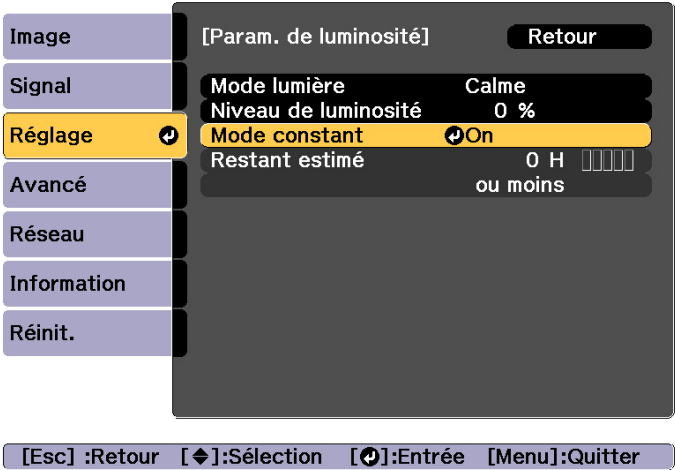 Image
Signal
Réglage
Avancé
Réseau
Information
Réinit.
[Param. de luminosité] Retour
Mode lumière Calme
Niveau de luminosité 0 %
Mode constant On
Restant estimé 0 H
ou moins
[Esc] :Retour [◆]:Sélection [↵]:Entrée [Menu]:Quitter